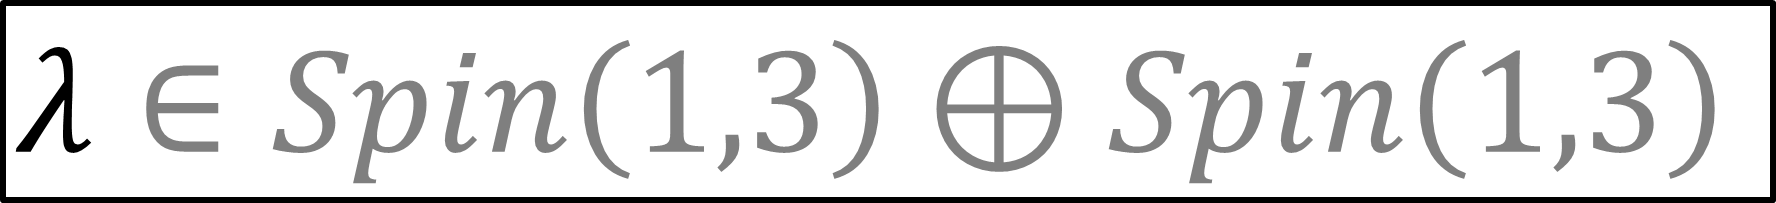 λ ∈ Spin(1,3) ⊕ Spin(1,3)